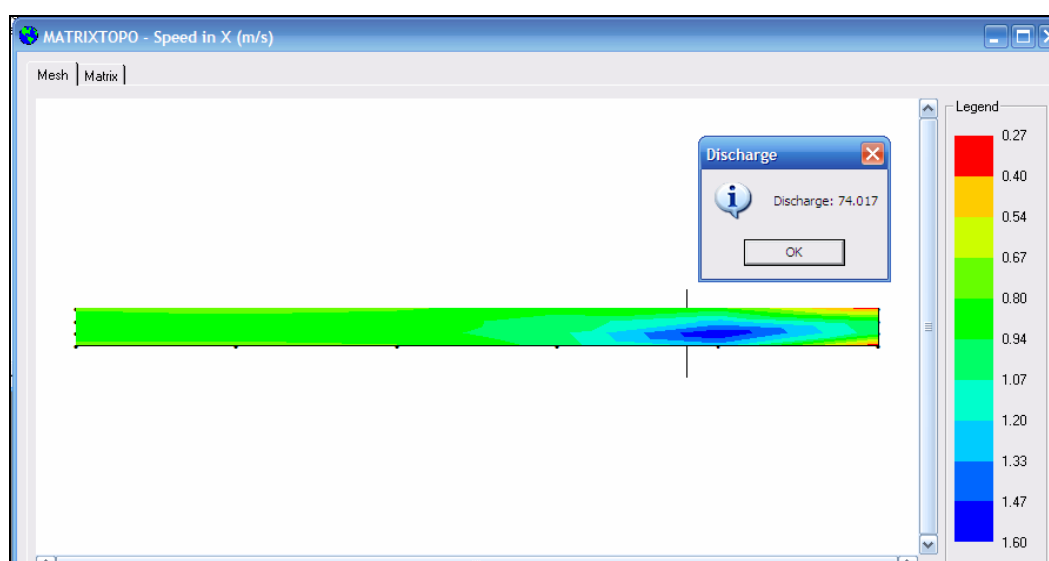 MATRIXTOPO - Speed in X (m/s)
Mesh Matrix
Legend
Discharge
Discharge: 74.017
OK
0.27
0.40
0.54
0.67
0.80
0.94
1.07
1.20
1.33
1.47
1.60